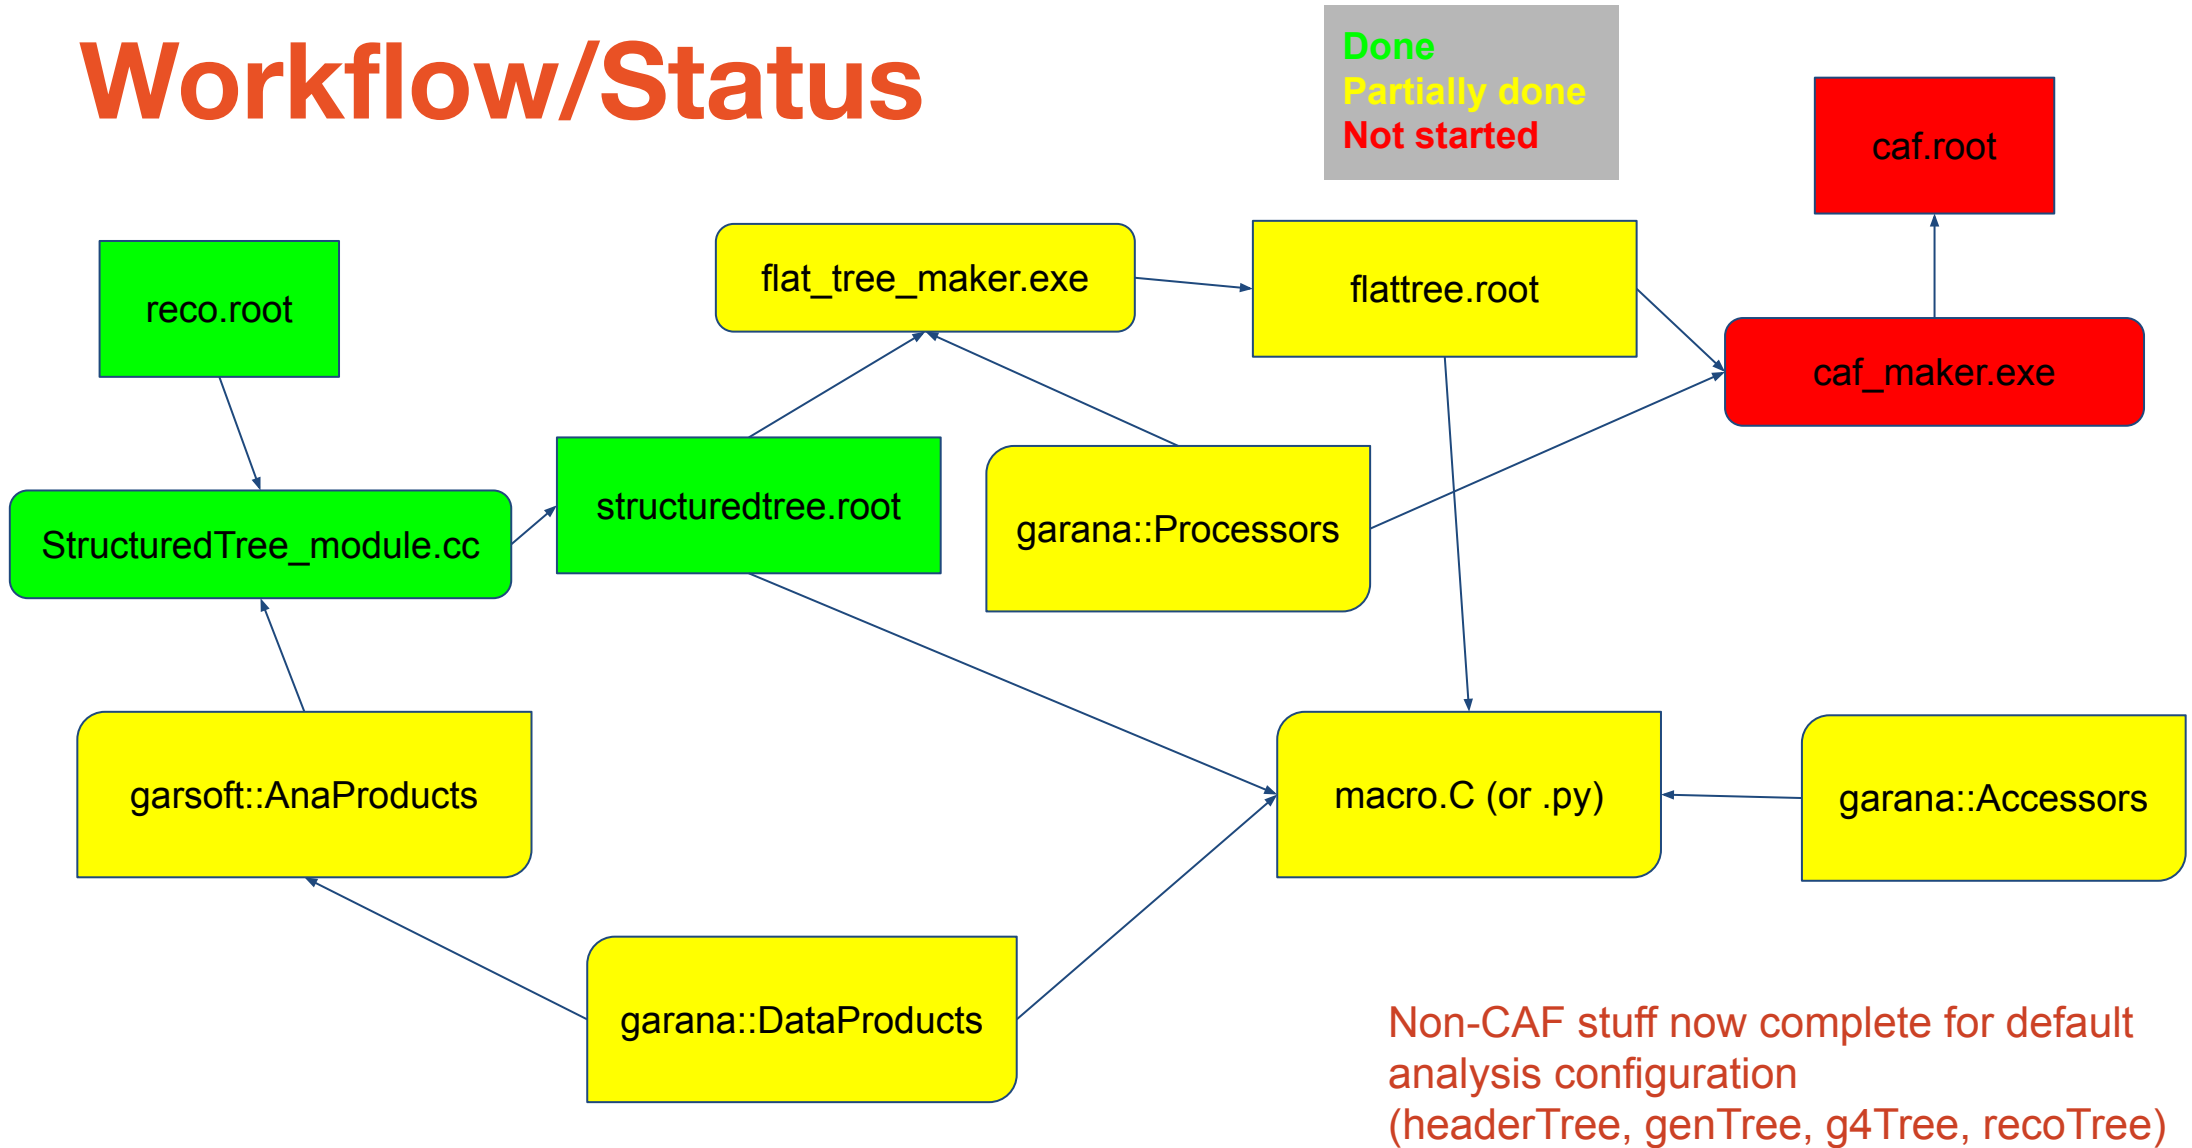 Workflow/Status
Done
Partially done
Not started
caf.root
flat_tree_maker.exe
flattree.root
reco.root
caf_maker.exe
structuredtree.root
garana::Processors
StructuredTree_module.cc
garsoft::AnaProducts
macro.C (or .py)
garana::Accessors
garana::DataProducts
Non-CAF stuff now complete for default
analysis configuration
(headerTree, genTree, g4Tree, recoTree)